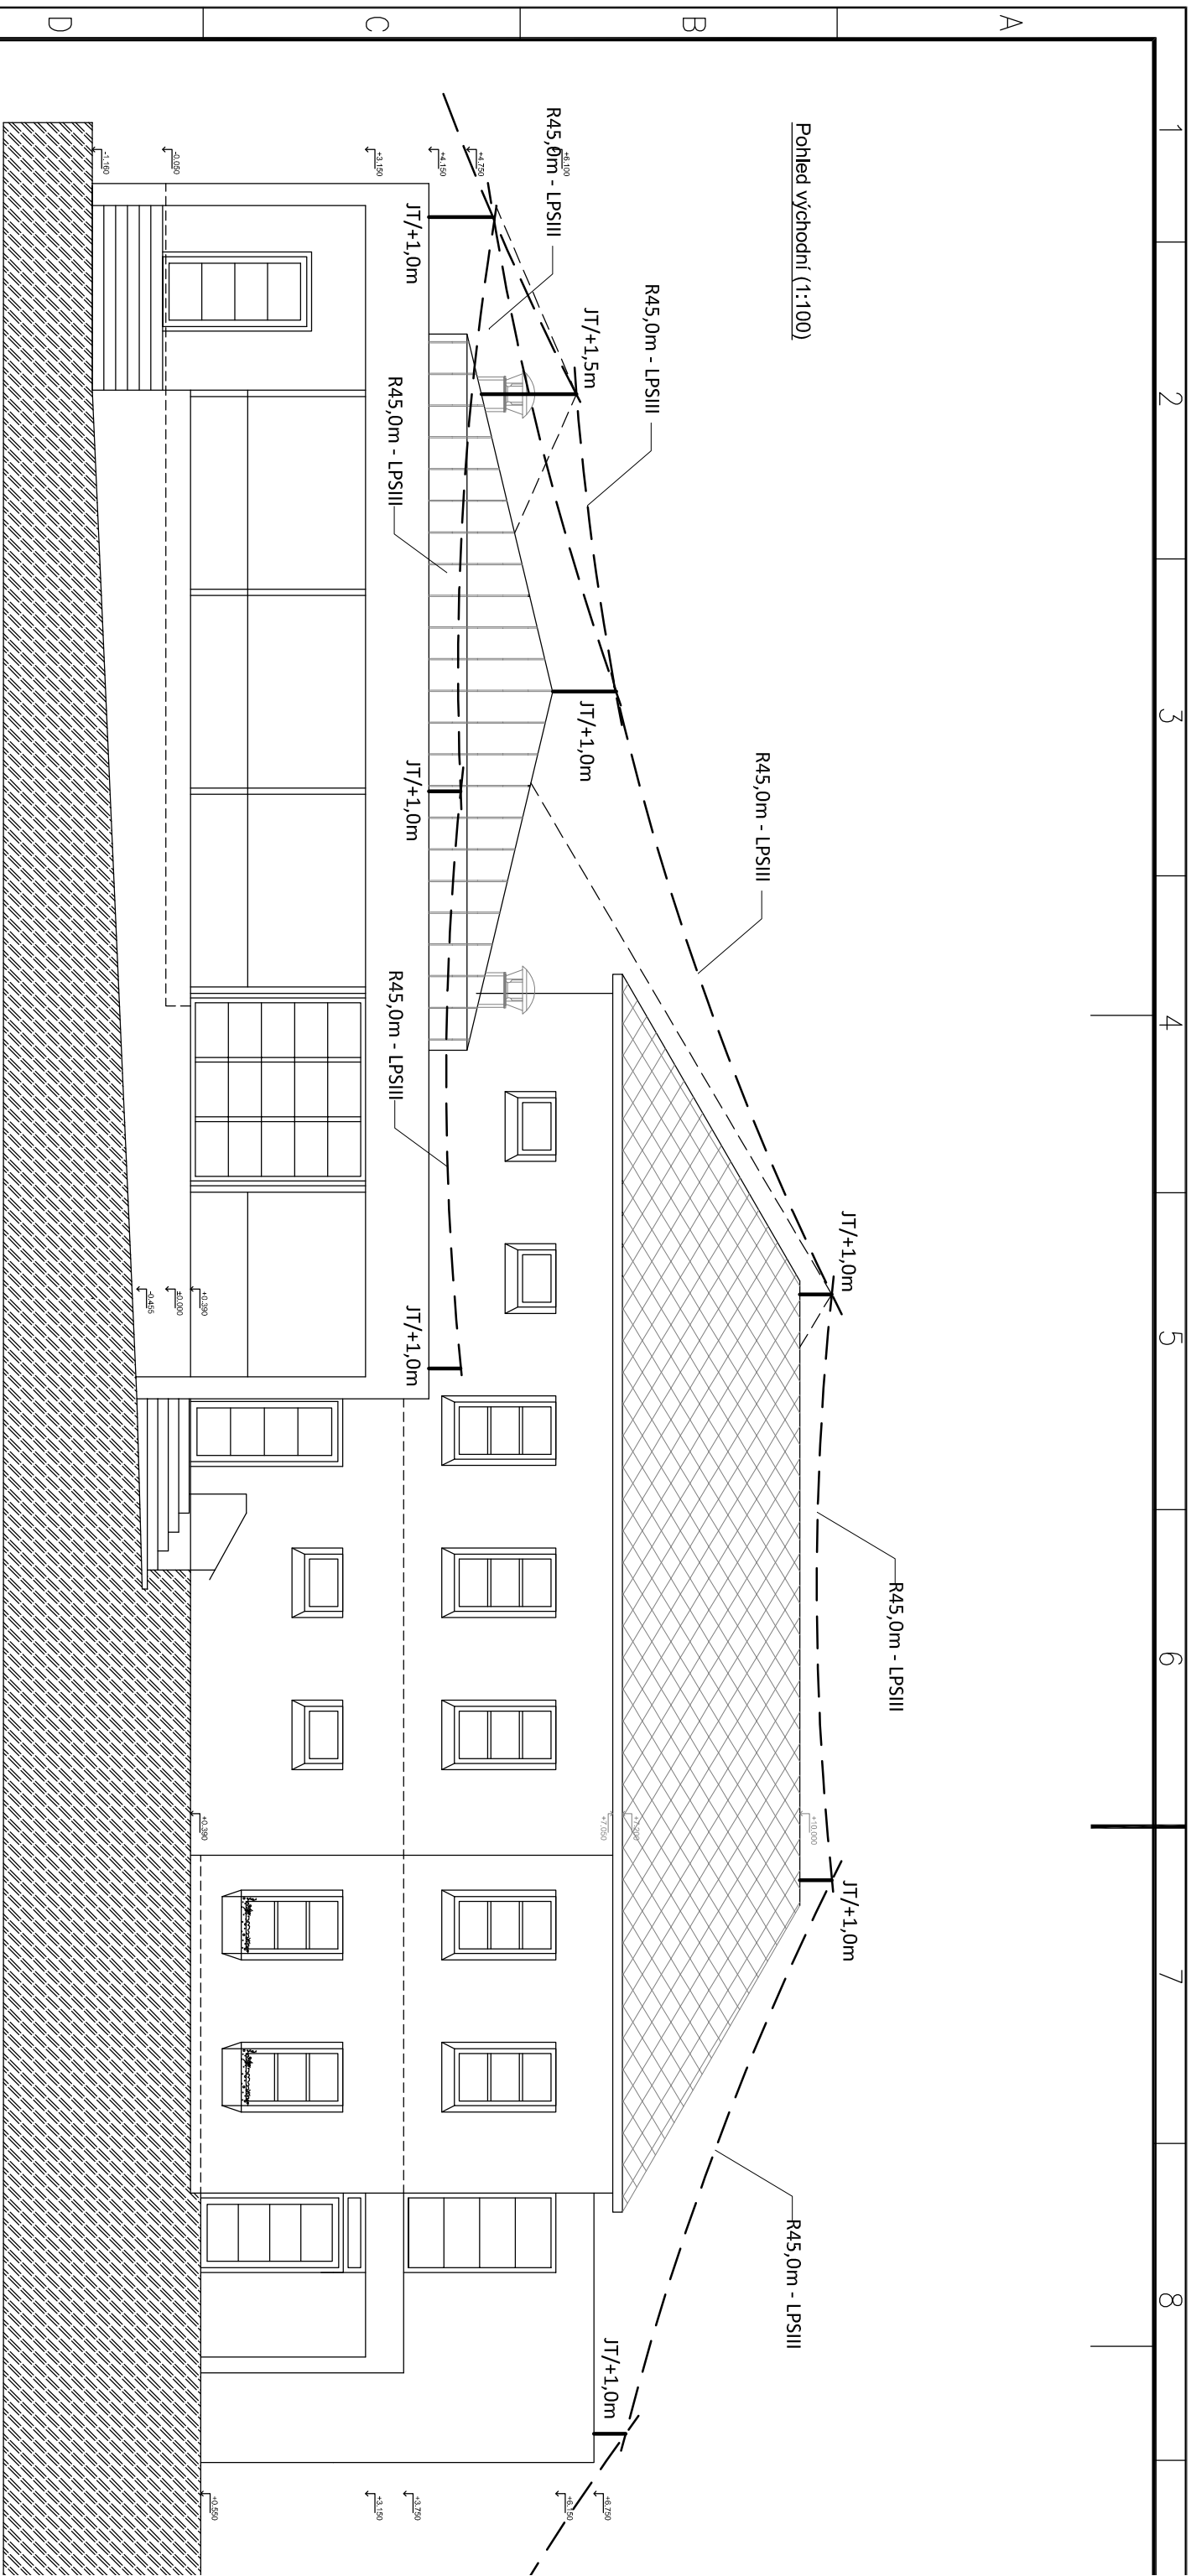 1
2
3
4
5
6
7
8
A
B
C
D
Pohled východní (1:100)
R45,0m - LPSIII
R45,0m - LPSIII
R45,0m - LPSIII
R45,0m - LPSIII
R45,0m - LPSIII
R45,0m - LPSIII
R45,0m - LPSIII
JT/+1,0m
JT/+1,5m
JT/+1,0m
JT/+1,0m
JT/+1,0m
JT/+1,0m
JT/+1,0m
JT/+1,0m
+6.100
+4.750
+4.150
+3.150
-0.050
-1.160
+0.390
±0.000
-0.455
+10.000
+7.200
+7.050
+0.390
+6.750
+6.150
+3.750
+3.150
+0.550